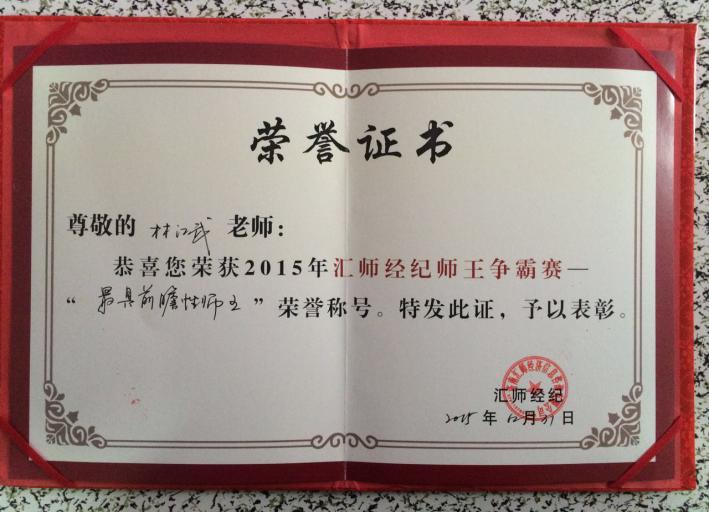 荣誉证书
尊敬的 林江武 老师：
恭喜您荣获2015年汇师经纪师王争霸赛—
“最具前瞻性师王”荣誉称号。特发此证，予以表彰。
汇师经纪
2015年12月31日